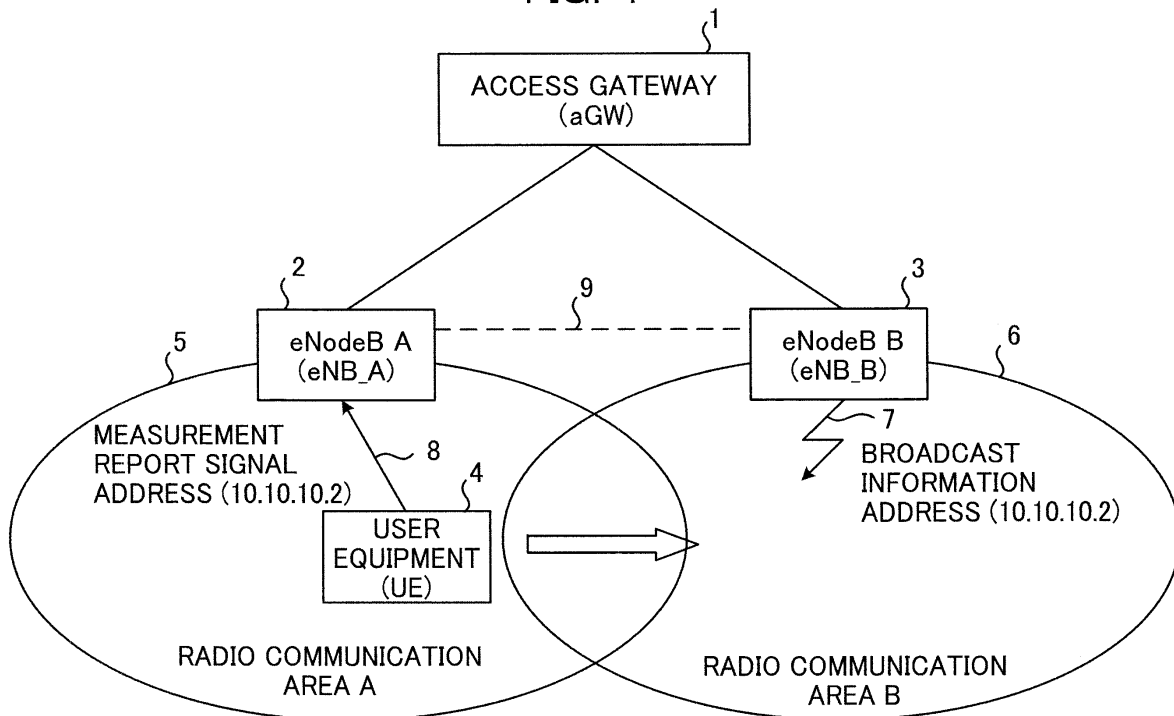 1
ACCESS GATEWAY
(aGW)
2
9
3
eNodeB A
(eNB_A)
eNodeB B
(eNB_B)
5
6
7
MEASUREMENT
REPORT SIGNAL
ADDRESS (10.10.10.2)
8
4
BROADCAST
INFORMATION
ADDRESS (10.10.10.2)
USER
EQUIPMENT
(UE)
RADIO COMMUNICATION
AREA A
RADIO COMMUNICATION
AREA B